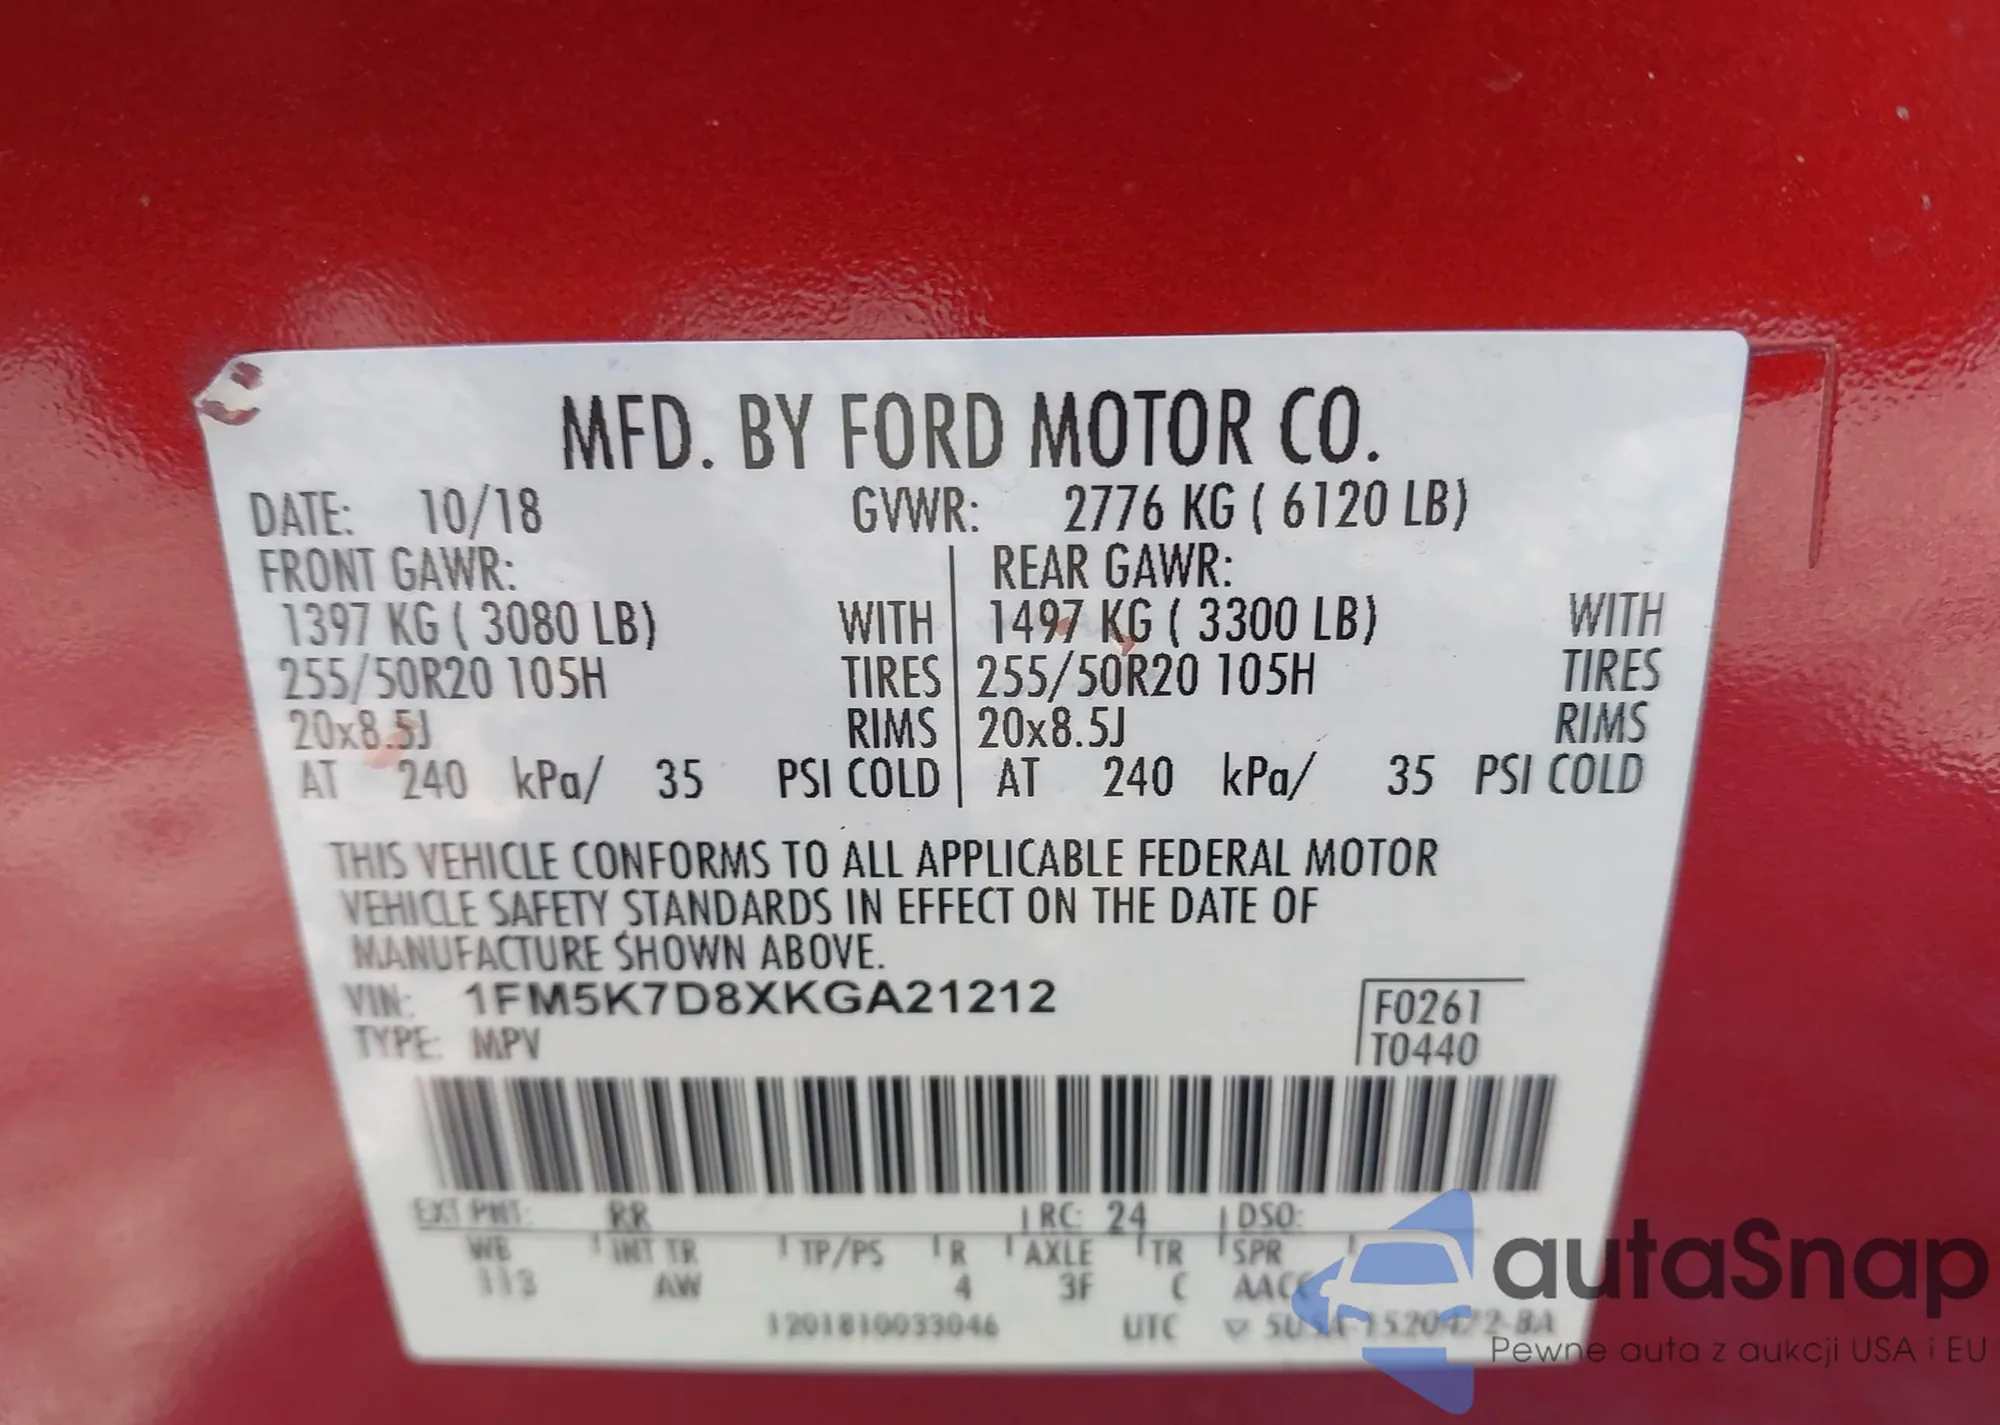 MFD. BY FORD MOTOR CO.
DATE: 10/18 GVWR: 2776 KG ( 6120 LB)
FRONT GAWR: REAR GAWR:
1397 KG ( 3080 LB) WITH 1497 KG ( 3300 LB) WITH
255/50R20 105H TIRES 255/50R20 105H TIRES
20x8.5J RIMS 20x8.5J RIMS
AT 240 kPa/ 35 PSI COLD AT 240 kPa/ 35 PSI COLD
THIS VEHICLE CONFORMS TO ALL APPLICABLE FEDERAL MOTOR
VEHICLE SAFETY STANDARDS IN EFFECT ON THE DATE OF
MANUFACTURE SHOWN ABOVE.
VIN: 1FM5K7D8XKGA21212 F0261
TYPE: MPV T0440
EXT PNT: RR RC: 24 DSO:
WB INT TR TP/PS R AXLE TR SPR
113 AW 4 3F C
1201810033046 UTC
autaSnap
Pewne auta z aukcji USA i EU